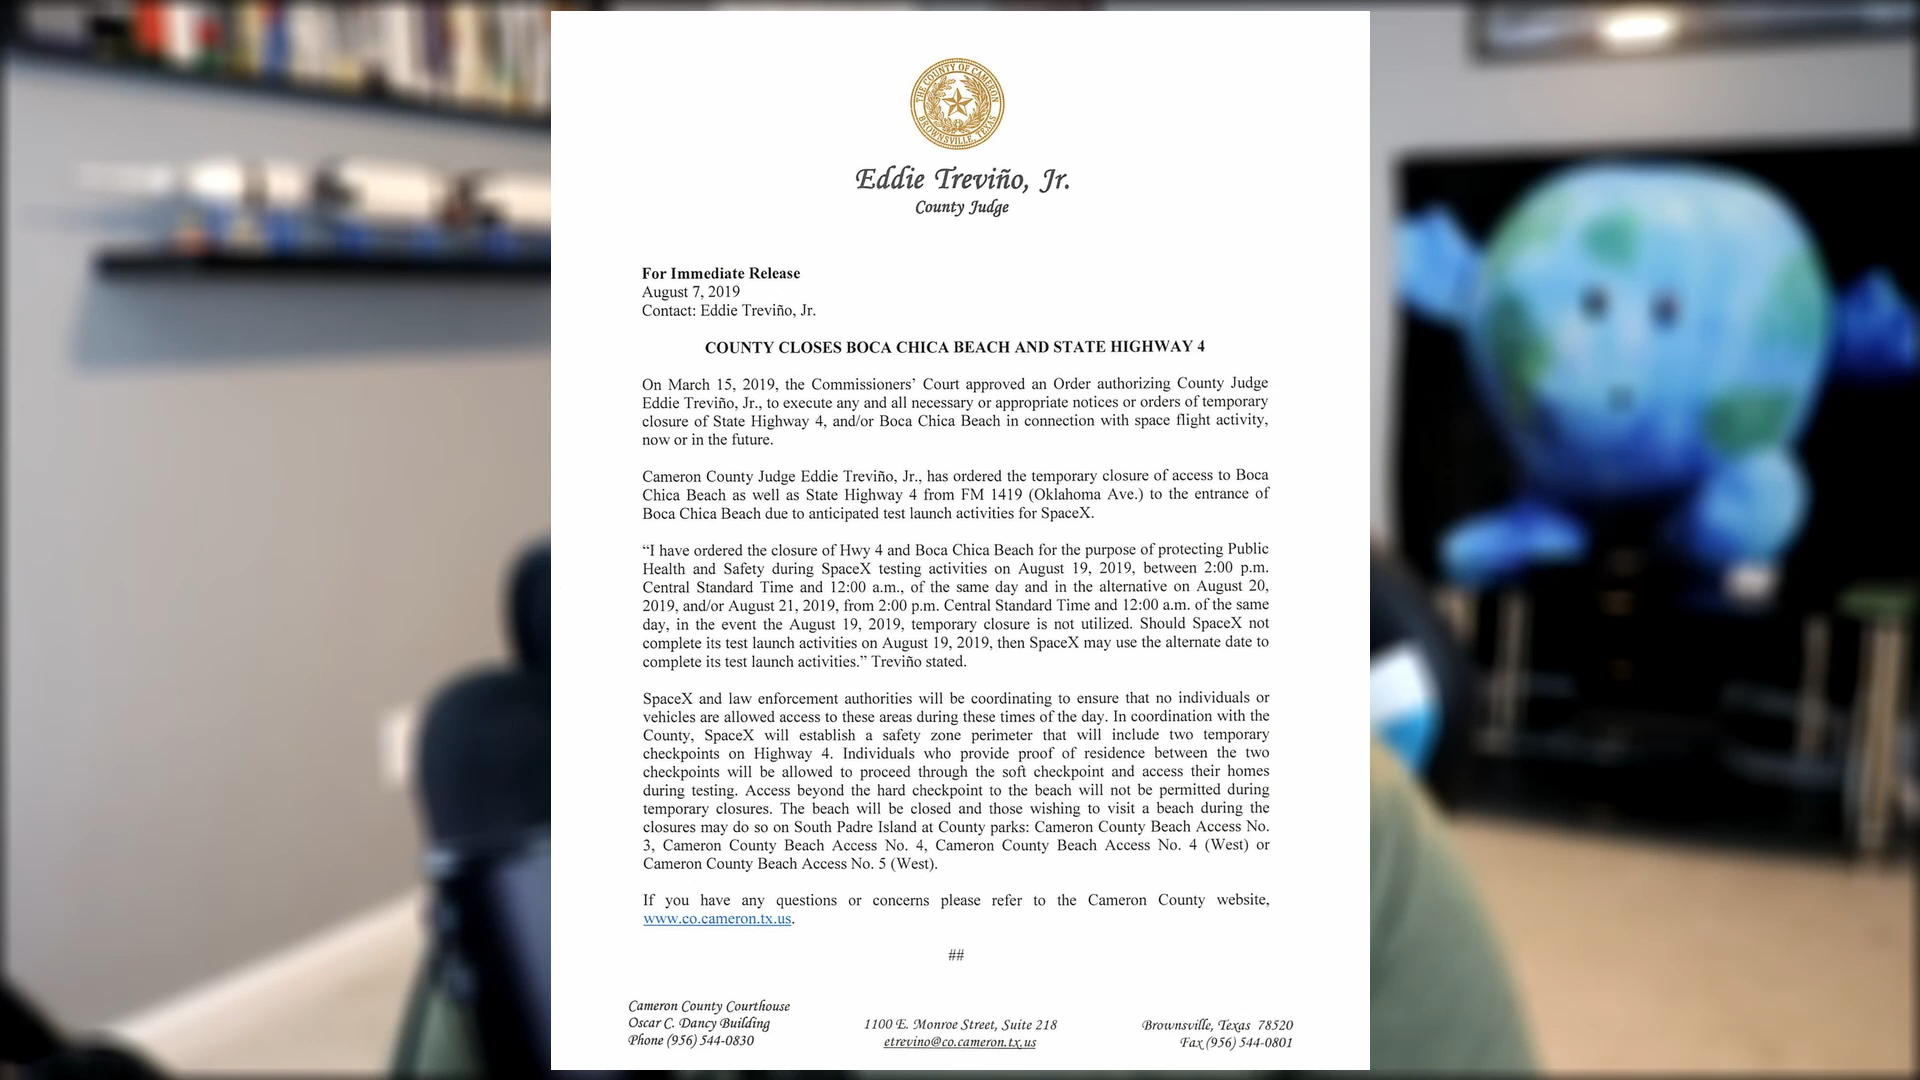 THE COUNTY OF CAMERON
BROWNSVILLE, TEXAS
Eddie Treviño, Jr.
County Judge
For Immediate Release
August 7, 2019
Contact: Eddie Treviño, Jr.
COUNTY CLOSES BOCA CHICA BEACH AND STATE HIGHWAY 4
On March 15, 2019, the Commissioners’ Court approved an Order authorizing County Judge
Eddie Treviño, Jr., to execute any and all necessary or appropriate notices or orders of temporary
closure of State Highway 4, and/or Boca Chica Beach in connection with space flight activity,
now or in the future.
Cameron County Judge Eddie Treviño, Jr., has ordered the temporary closure of access to Boca
Chica Beach as well as State Highway 4 from FM 1419 (Oklahoma Ave.) to the entrance of
Boca Chica Beach due to anticipated test launch activities for SpaceX.
“I have ordered the closure of Hwy 4 and Boca Chica Beach for the purpose of protecting Public
Health and Safety during SpaceX testing activities on August 19, 2019, between 2:00 p.m.
Central Standard Time and 12:00 a.m., of the same day and in the alternative on August 20,
2019, and/or August 21, 2019, from 2:00 p.m. Central Standard Time and 12:00 a.m. of the same
day, in the event the August 19, 2019, temporary closure is not utilized. Should SpaceX not
complete its test launch activities on August 19, 2019, then SpaceX may use the alternate date to
complete its test launch activities.” Treviño stated.
SpaceX and law enforcement authorities will be coordinating to ensure that no individuals or
vehicles are allowed access to these areas during these times of the day. In coordination with the
County, SpaceX will establish a safety zone perimeter that will include two temporary
checkpoints on Highway 4. Individuals who provide proof of residence between the two
checkpoints will be allowed to proceed through the soft checkpoint and access their homes
during testing. Access beyond the hard checkpoint to the beach will not be permitted during
temporary closures. The beach will be closed and those wishing to visit a beach during the
closures may do so on South Padre Island at County parks: Cameron County Beach Access No.
3, Cameron County Beach Access No. 4, Cameron County Beach Access No. 4 (West) or
Cameron County Beach Access No. 5 (West).
If you have any questions or concerns please refer to the Cameron County website,
www.co.cameron.tx.us.
##
Cameron County Courthouse
Oscar C. Dancy Building
Phone (956) 544-0830
1100 E. Monroe Street, Suite 218
etrevino@co.cameron.tx.us
Brownsville, Texas 78520
Fax (956) 544-0801